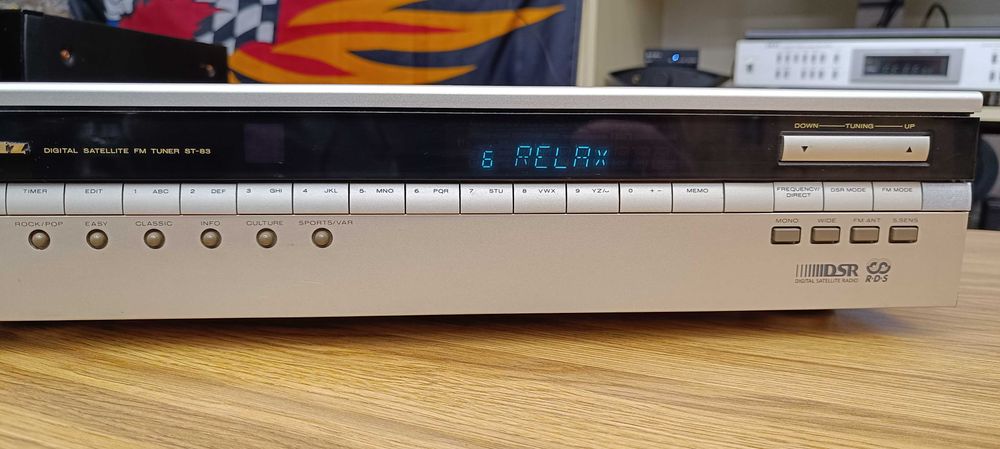 DIGITAL SATELLITE FM TUNER ST-83
6 RELAX
DOWN TUNING UP
TIMER EDIT 1 ABC 2 DEF 3 GHI 4 JKL 5 MNO 6 PQR 7 STU 8 VWX 9 YZ/ 0 + - MEMO FREQUENCY/ DIRECT DSR MODE FM MODE
ROCK/POP EASY CLASSIC INFO CULTURE SPORTS/VAR MONO WIDE FM ANT S.SENS
DSR R·D·S
DIGITAL SATELLITE RADIO